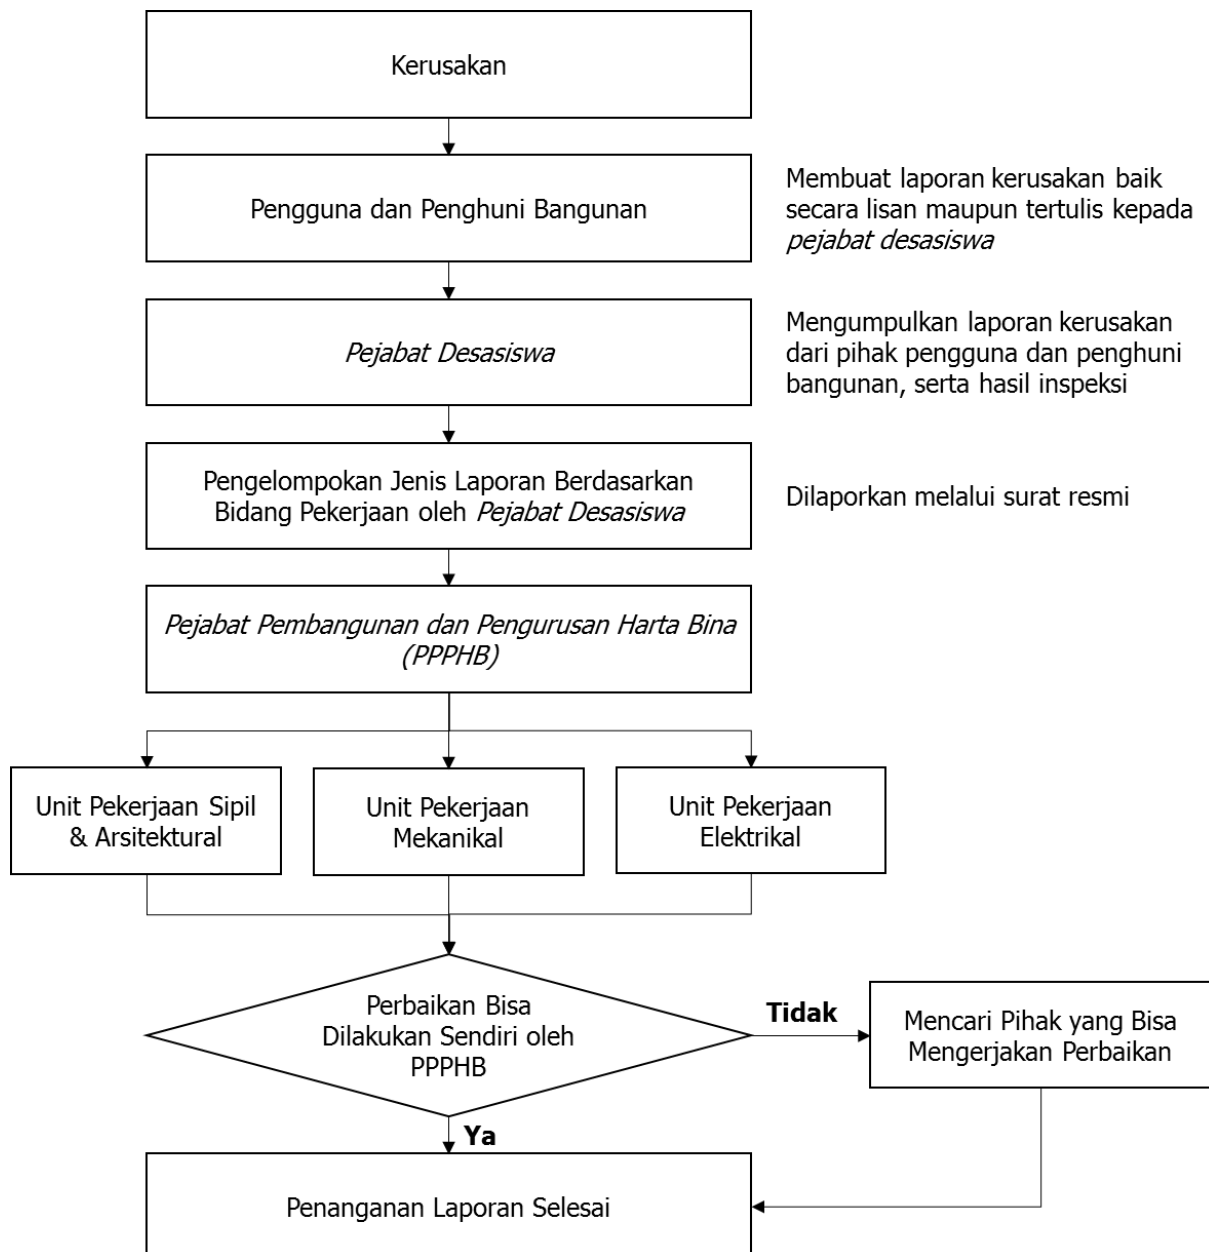 Kerusakan
Pengguna dan Penghuni Bangunan
Membuat laporan kerusakan baik
secara lisan maupun tertulis kepada
pejabat desasiswa
Pejabat Desasiswa
Mengumpulkan laporan kerusakan
dari pihak pengguna dan penghuni
bangunan, serta hasil inspeksi
Pengelompokan Jenis Laporan Berdasarkan
Bidang Pekerjaan oleh Pejabat Desasiswa
Dilaporkan melalui surat resmi
Pejabat Pembangunan dan Pengurusan Harta Bina
(PPPHB)
Unit Pekerjaan Sipil
& Arsitektural
Unit Pekerjaan
Mekanikal
Unit Pekerjaan
Elektrikal
Perbaikan Bisa
Dilakukan Sendiri oleh
PPPHB
Tidak
Mencari Pihak yang Bisa
Mengerjakan Perbaikan
Ya
Penanganan Laporan Selesai